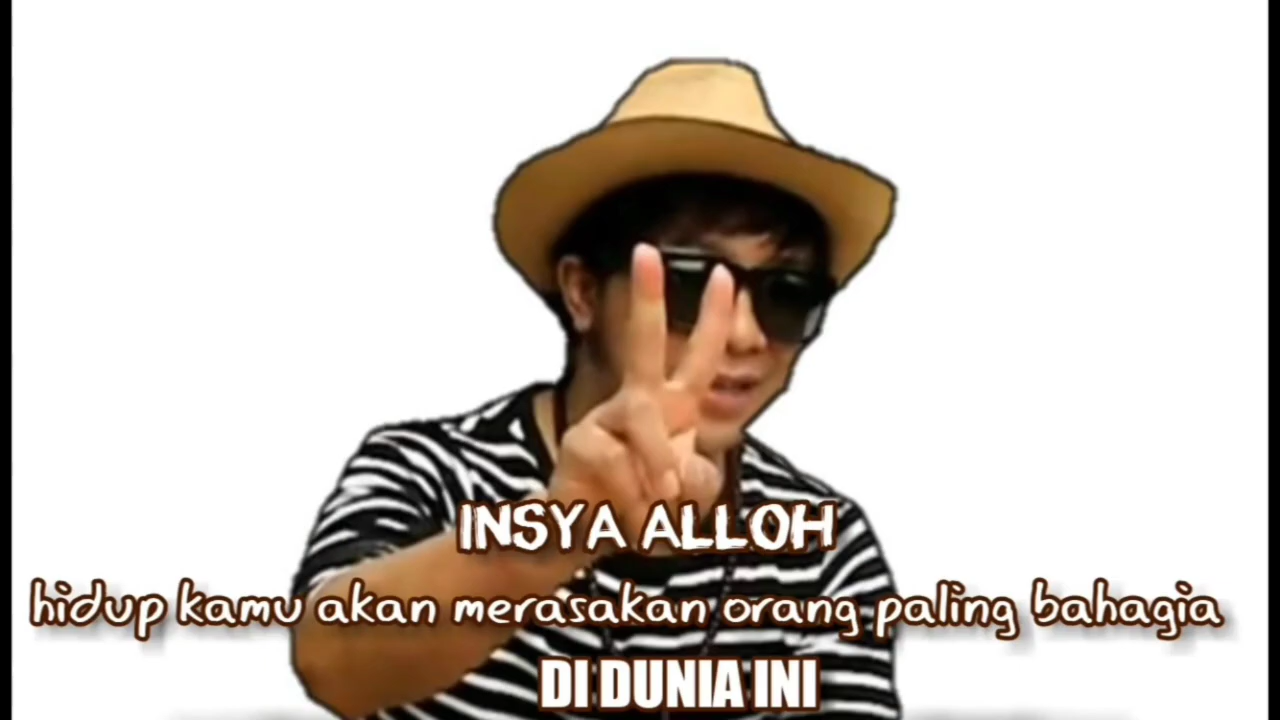 INSYA ALLOH
hidup kamu akan merasakan orang paling bahagia
DI DUNIA INI